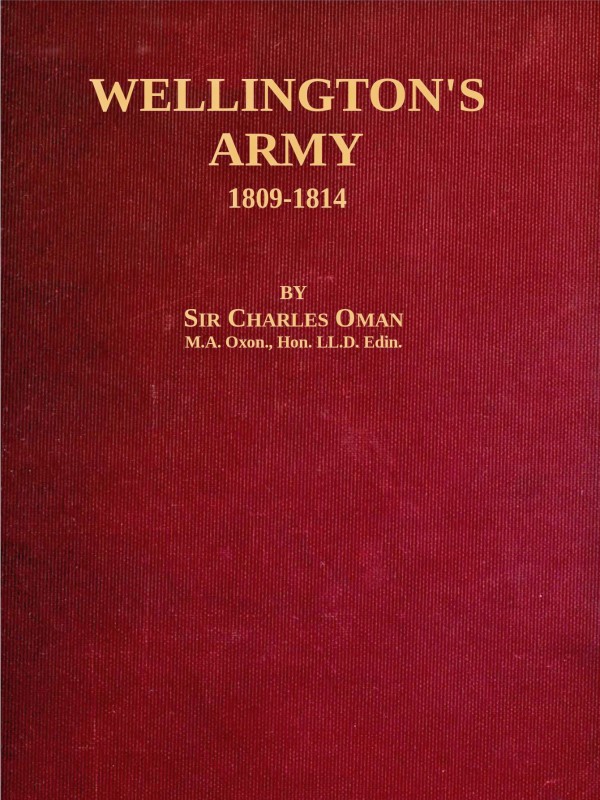 WELLINGTON'S
ARMY
1809-1814
BY
SIR CHARLES OMAN
M.A. Oxon., Hon. LL.D. Edin.